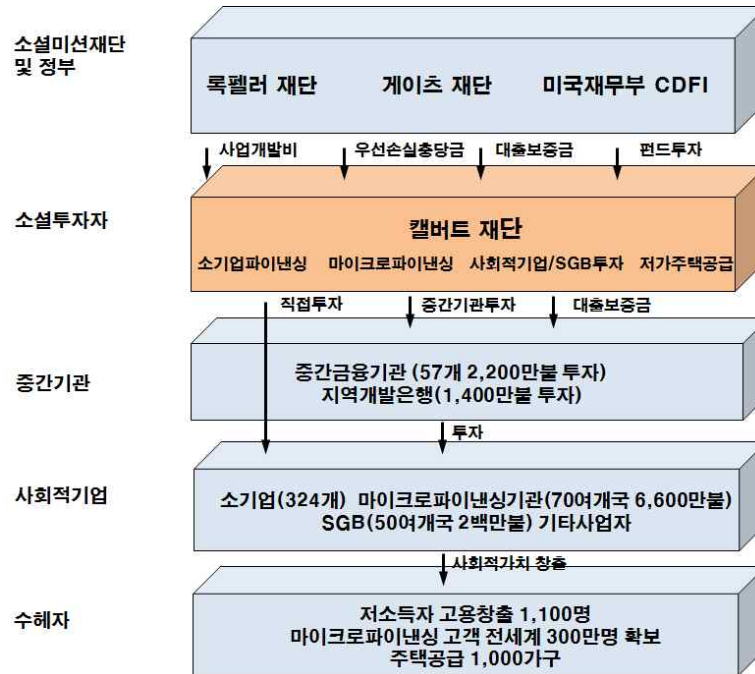 소셜미션재단
및 정부
록펠러 재단 게이츠 재단 미국재무부 CDFI
사업개발비 우선손실충당금 대출보증금 펀드투자
소셜투자자
캘버트 재단
소기업파이낸싱 마이크로파이낸싱 사회적기업/SGB투자 저가주택공급
직접투자 중간기관투자 대출보증금
중간기관
중간금융기관 (57개 2,200만불 투자)
지역개발은행(1,400만불 투자)
투자
사회적기업
소기업(324개) 마이크로파이낸싱기관(70여개국 6,600만불)
SGB(50여개국 2백만불) 기타사업자
사회적가치 창출
수혜자
저소득자 고용창출 1,100명
마이크로파이낸싱 고객 전세계 300만명 확보
주택공급 1,000가구